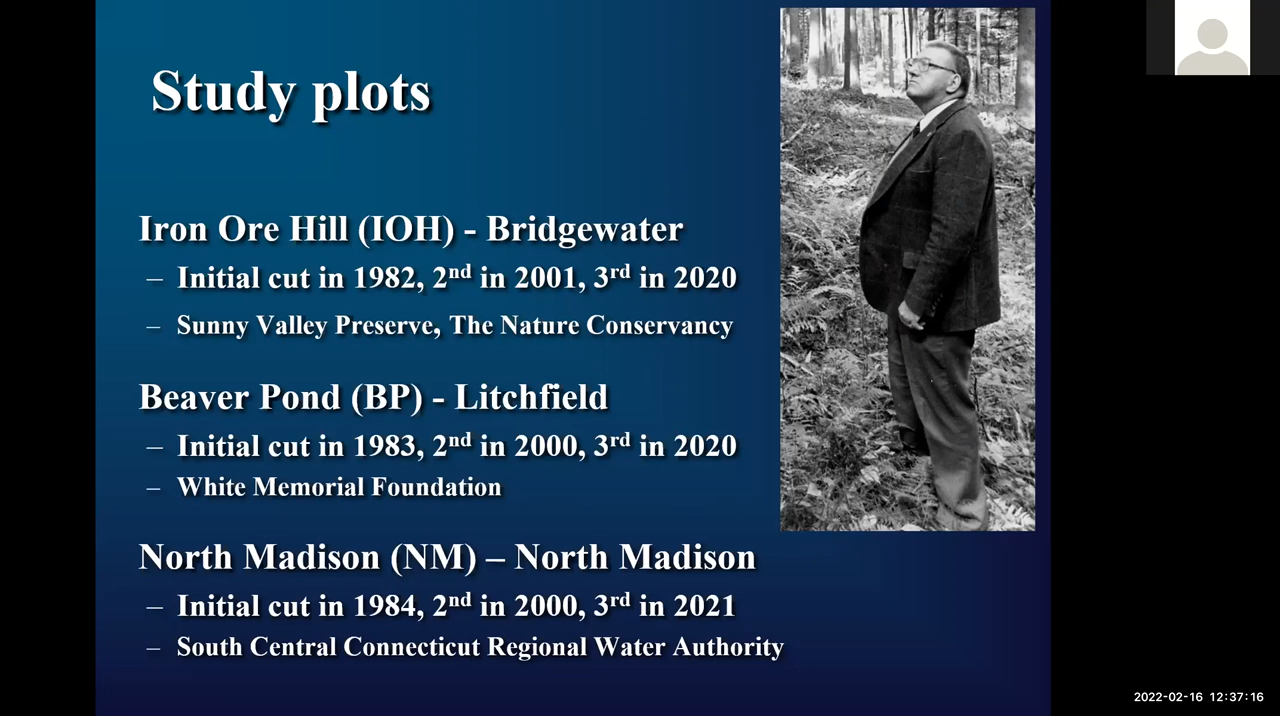 Study plots
Iron Ore Hill (IOH) - Bridgewater
– Initial cut in 1982, 2nd in 2001, 3rd in 2020
– Sunny Valley Preserve, The Nature Conservancy
Beaver Pond (BP) - Litchfield
– Initial cut in 1983, 2nd in 2000, 3rd in 2020
– White Memorial Foundation
North Madison (NM) – North Madison
– Initial cut in 1984, 2nd in 2000, 3rd in 2021
– South Central Connecticut Regional Water Authority
2022-02-16 12:37:16